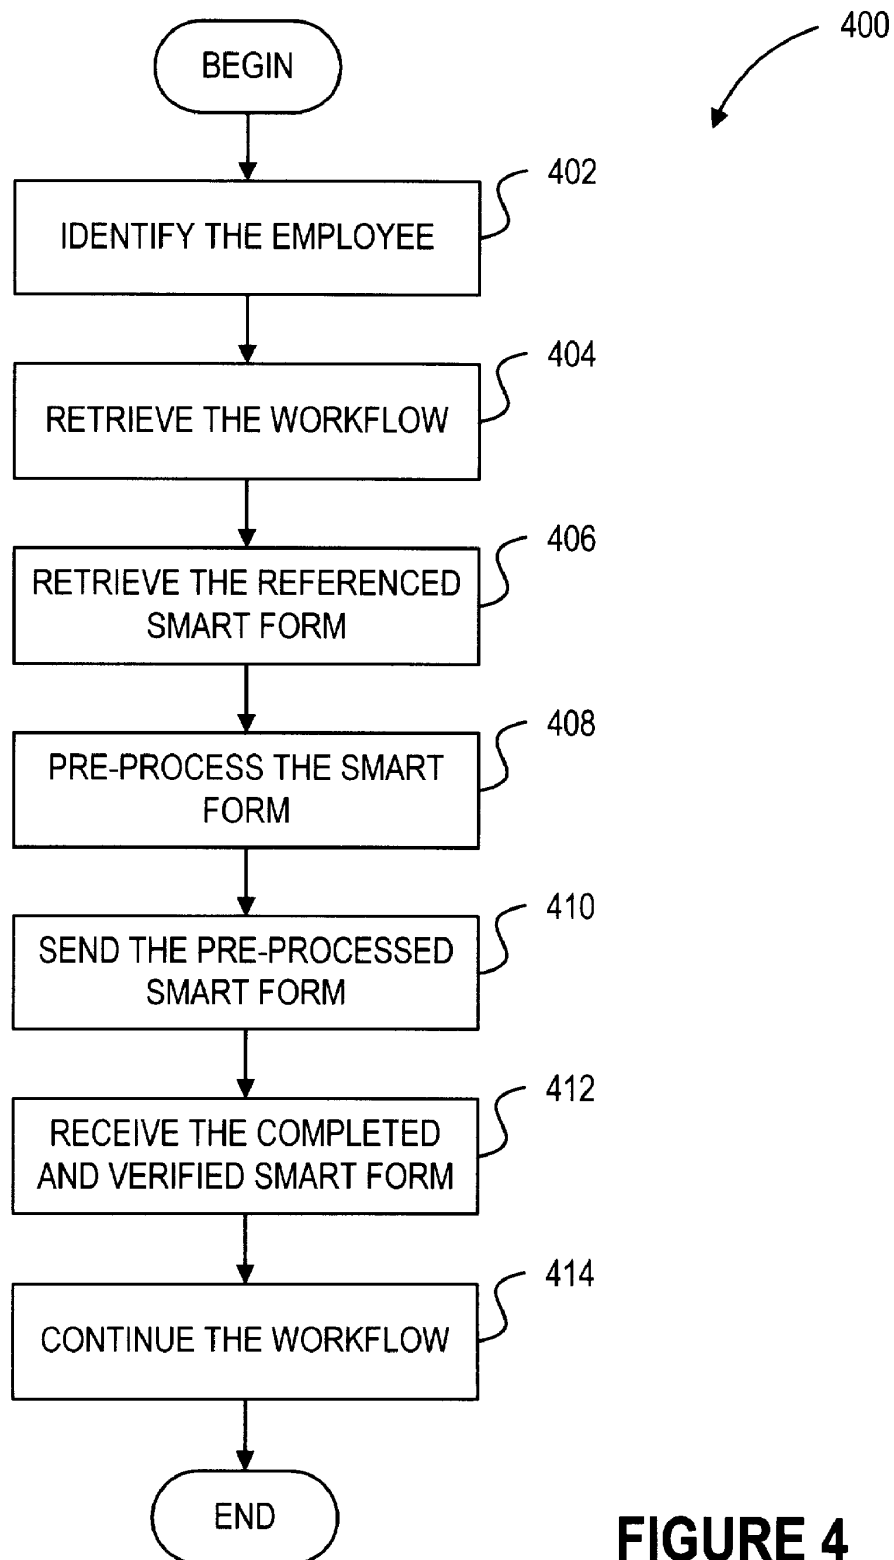 400
BEGIN
402
IDENTIFY THE EMPLOYEE
404
RETRIEVE THE WORKFLOW
406
RETRIEVE THE REFERENCED
SMART FORM
408
PRE-PROCESS THE SMART
FORM
410
SEND THE PRE-PROCESSED
SMART FORM
412
RECEIVE THE COMPLETED
AND VERIFIED SMART FORM
414
CONTINUE THE WORKFLOW
END
FIGURE 4